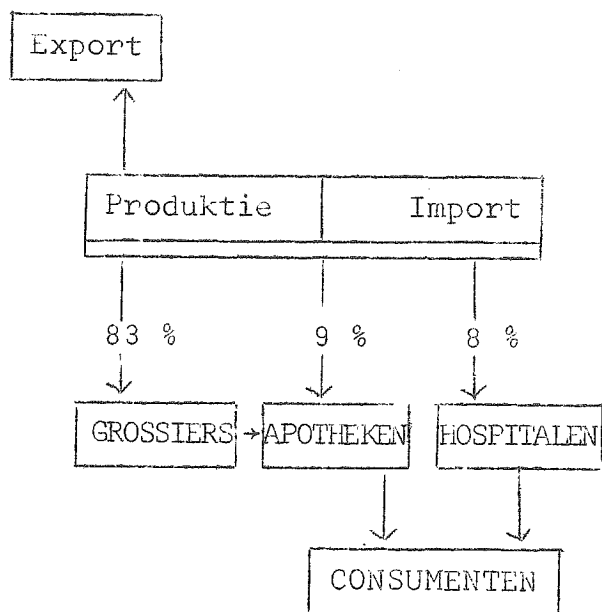 Export
Produktie Import
83 % 9 % 8 %
GROSSIERS APOTHEKEN HOSPITALEN
CONSUMENTEN